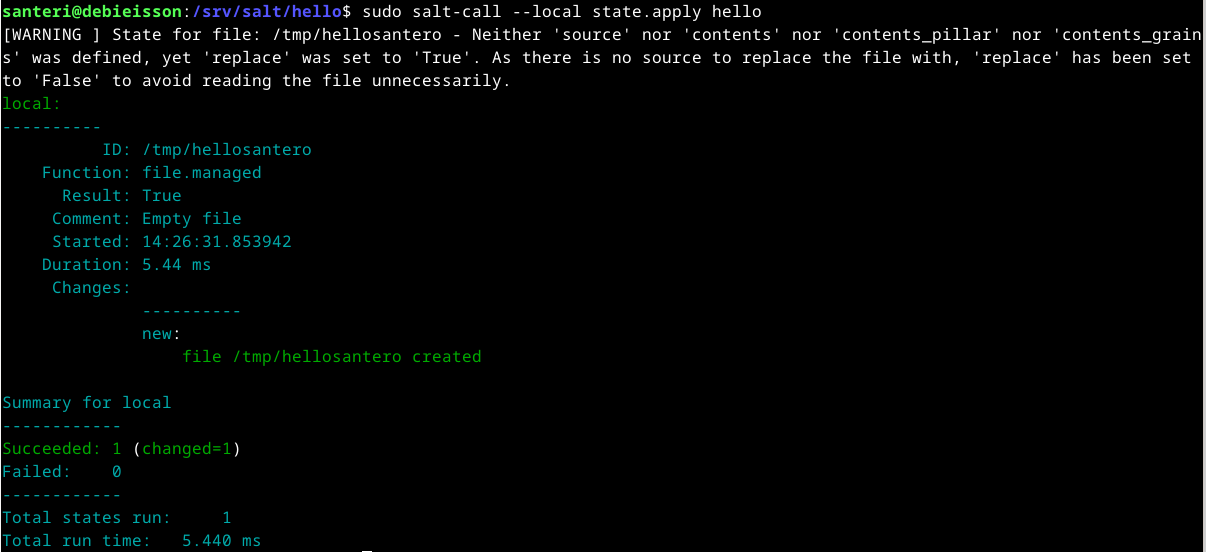 santeri@debieisson:/srv/salt/hello$ sudo salt-call --local state.apply hello
[WARNING ] State for file: /tmp/hellosantero - Neither 'source' nor 'contents' nor 'contents_pillar' nor 'contents_grain
s' was defined, yet 'replace' was set to 'True'. As there is no source to replace the file with, 'replace' has been set
to 'False' to avoid reading the file unnecessarily.
local:
----------
          ID: /tmp/hellosantero
    Function: file.managed
      Result: True
     Comment: Empty file
     Started: 14:26:31.853942
    Duration: 5.44 ms
     Changes:
              ----------
              new:
                  file /tmp/hellosantero created

Summary for local
------------
Succeeded: 1 (changed=1)
Failed:    0
------------
Total states run:     1
Total run time:   5.440 ms